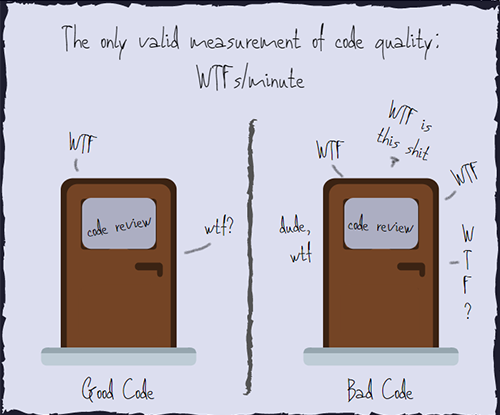 The only valid measurement of code quality:
WTFs/minute
WTF
code review
wtf?
Good Code
WTF
WTF is
this shit
WTF
dude,
wtf
code review
W
T
F
?
Bad Code